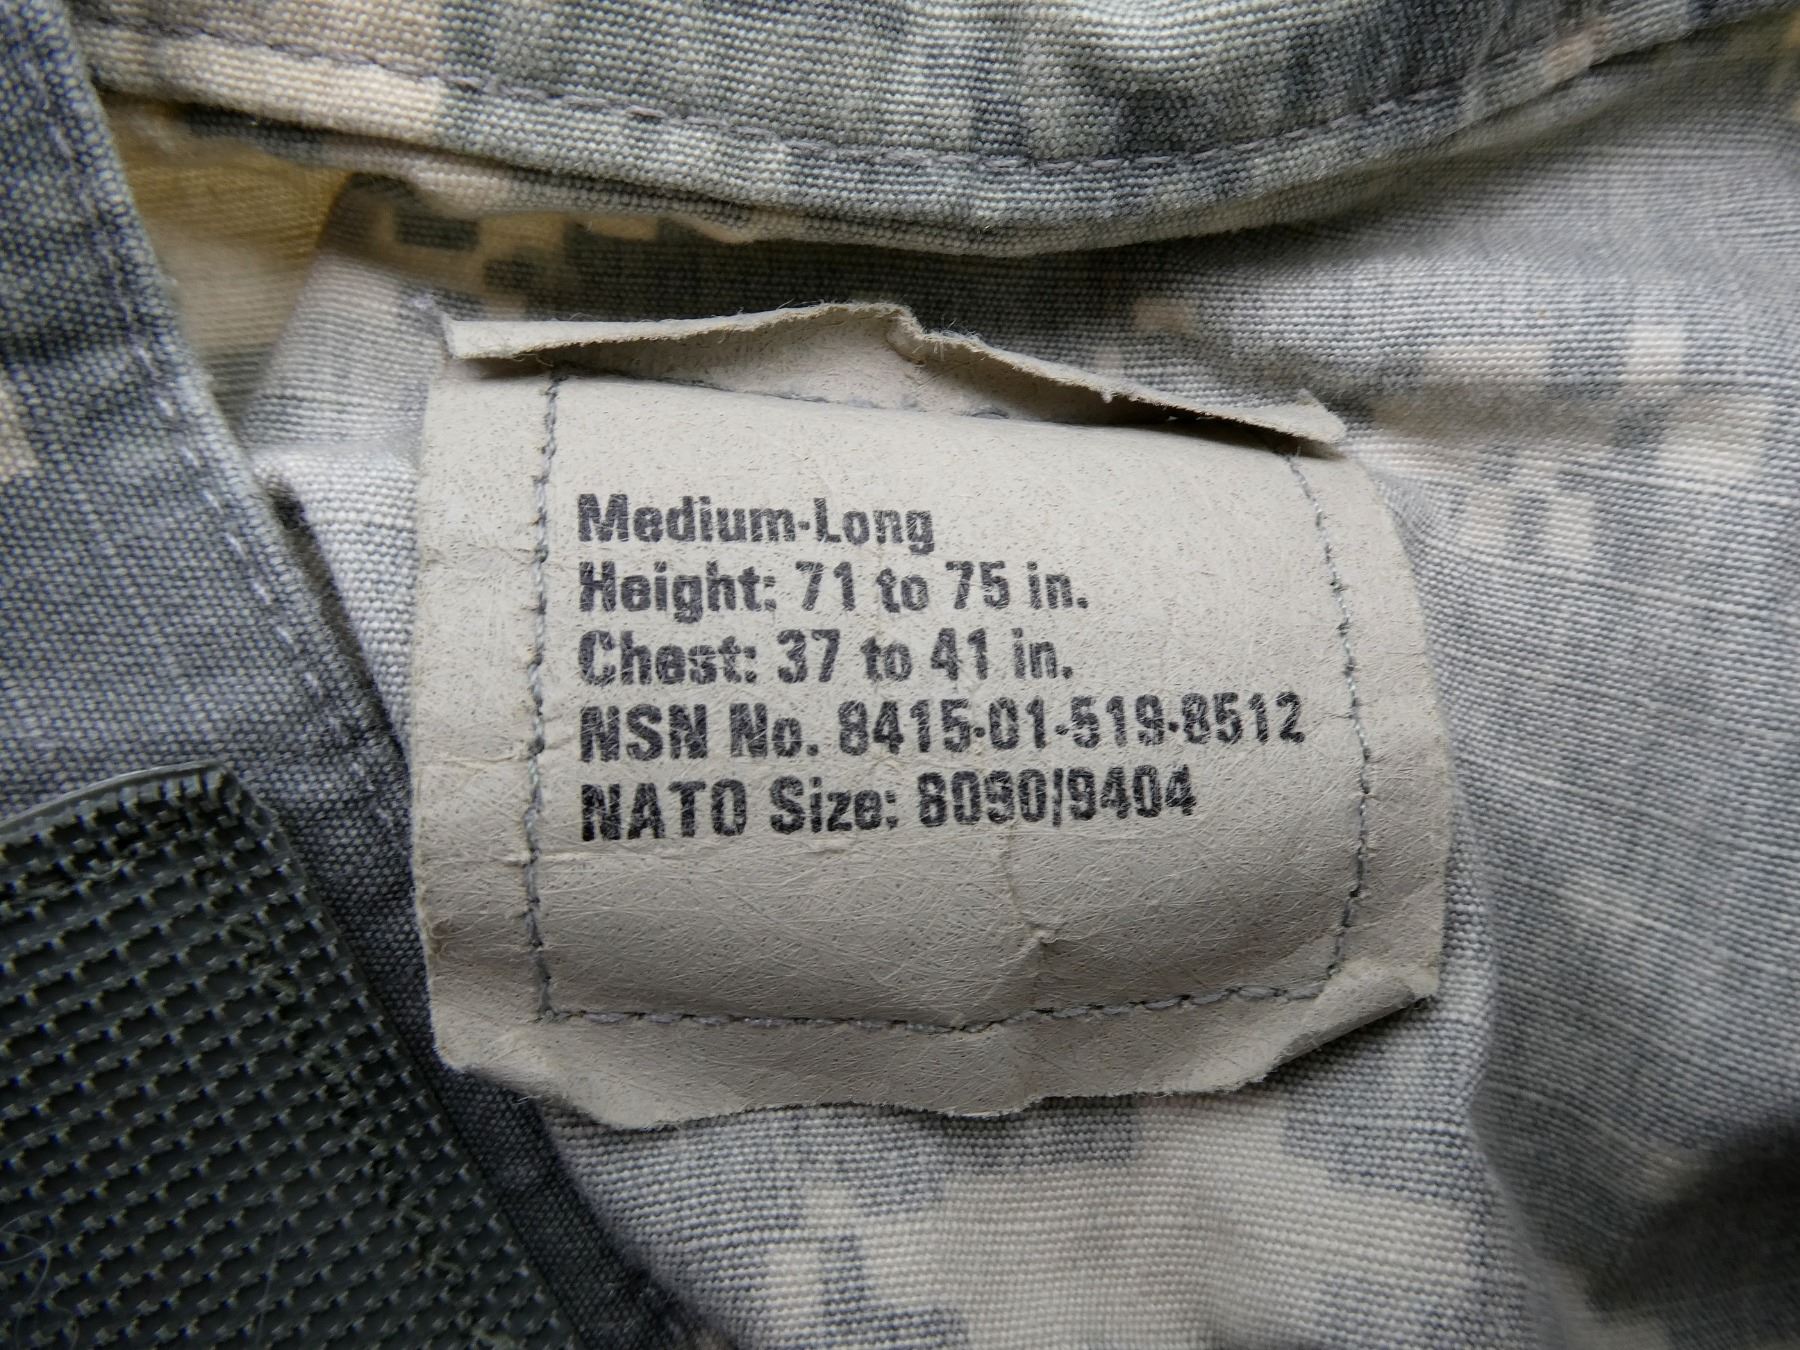 Medium-Long
Height: 71 to 75 in.
Chest: 37 to 41 in.
NSN No. 8415-01-519-8512
NATO Size: 8090/9404